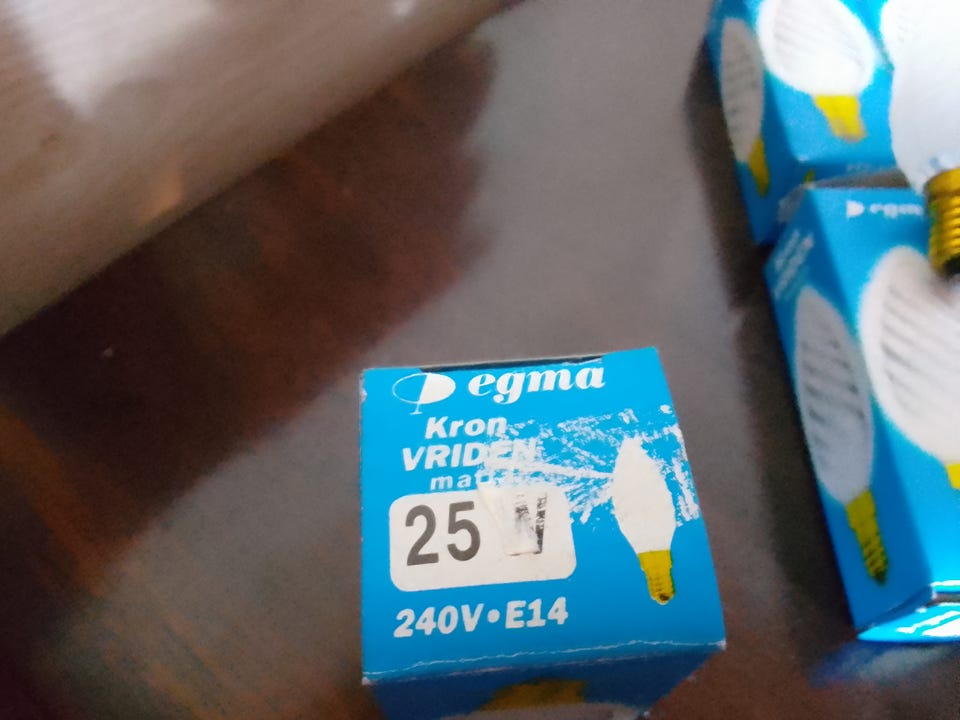 egma
Kron
VRIDEN
25 W
240V•E14
egma